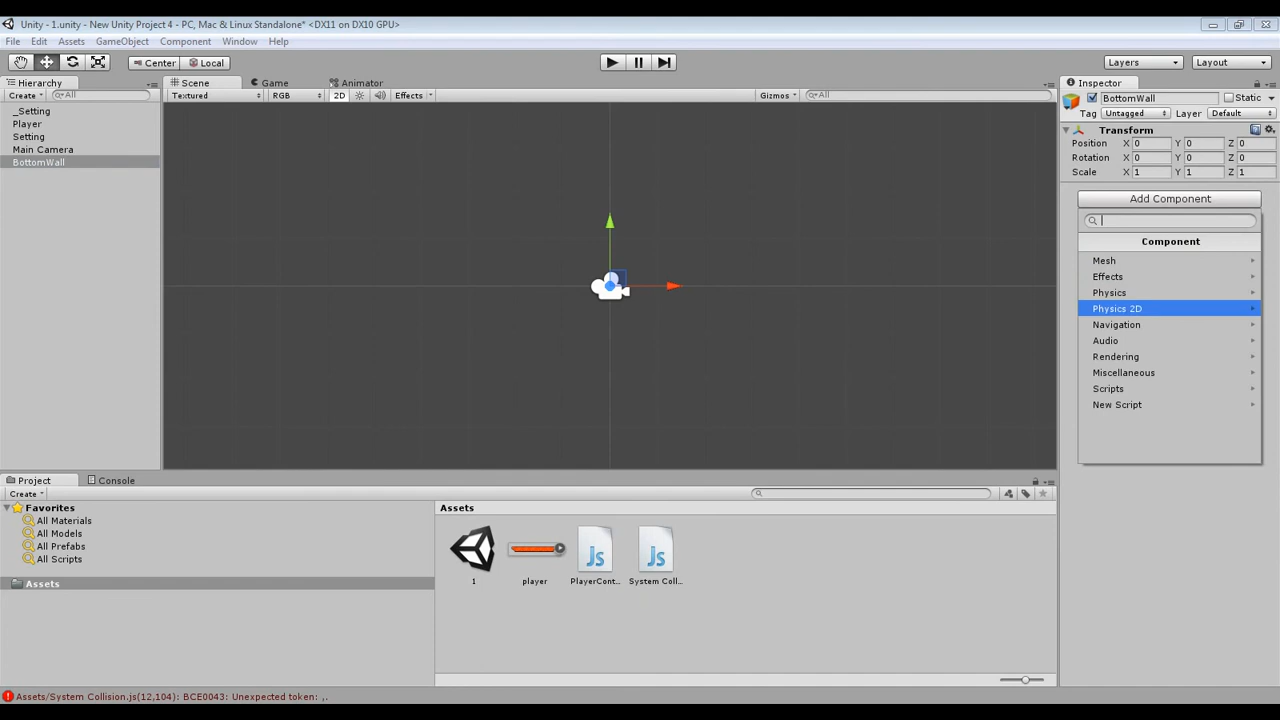 Unity - 1.unity - New Unity Project 4 - PC, Mac & Linux Standalone* <DX11 on DX10 GPU>
File Edit Assets GameObject Component Window Help
Center Local Layers Layout
Hierarchy Scene Game Animator Inspector
Create All Textured RGB 2D Effects Gizmos All
BottomWall Static
Tag Untagged Layer Default
_Setting
Player
Setting
Main Camera
BottomWall
Transform
Position X 0 Y 0 Z 0
Rotation X 0 Y 0 Z 0
Scale X 1 Y 1 Z 1
Add Component
Component
Mesh
Effects
Physics
Physics 2D
Navigation
Audio
Rendering
Miscellaneous
Scripts
New Script
Project Console
Create
Favorites
All Materials
All Models
All Prefabs
All Scripts
Assets
Assets
Js Js
1 player PlayerCont... System Coll...
Assets/System Collision.js(12,104): BCE0043: Unexpected token: ,.